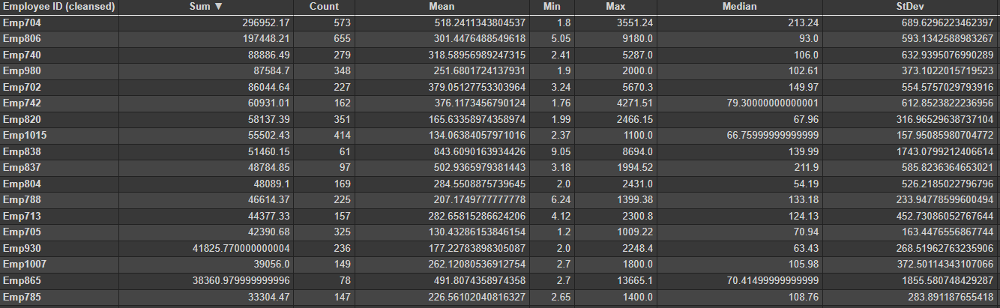 Employee ID (cleansed) Sum ▼ Count Mean Min Max Median StDev
Emp704 296952.17 573 518.2411343804537 1.8 3551.24 213.24 689.6296223462397
Emp806 197448.21 655 301.4476488549618 5.05 9180.0 93.0 593.1342588983267
Emp740 88886.49 279 318.58956989247315 2.41 5287.0 106.0 632.9395076990289
Emp980 87584.7 348 251.6801724137931 1.9 2000.0 102.61 373.1022015719523
Emp702 86044.64 227 379.05127753303964 3.24 5670.3 149.97 554.5757029793916
Emp742 60931.01 162 376.1173456790124 1.76 4271.51 79.30000000000001 612.8523822236956
Emp820 58137.39 351 165.63358974358974 1.99 2466.15 67.96 316.96529638737104
Emp1015 55502.43 414 134.06384057971016 2.37 1100.0 66.75999999999999 157.95085980704772
Emp838 51460.15 61 843.6090163934426 9.05 8694.0 139.99 1743.0799212406614
Emp837 48784.85 97 502.9365979381443 3.18 1994.52 211.9 585.8236364653021
Emp804 48089.1 169 284.5508875739645 2.0 2431.0 54.19 526.2185022796796
Emp788 46614.37 225 207.1749777777778 6.24 1399.38 133.18 233.94778599600494
Emp713 44377.33 157 282.65815286624206 4.12 2300.8 124.13 452.73086052767644
Emp705 42390.68 325 130.43286153846154 1.2 1009.22 70.94 163.4476556867744
Emp930 41825.770000000004 236 177.22783898305087 2.0 2248.4 63.43 268.51962763235906
Emp1007 39056.0 149 262.12080536912754 2.7 1800.0 105.98 372.50114343107066
Emp865 38360.979999999996 78 491.8074358974358 2.7 13665.1 70.41499999999999 1855.580748429287
Emp785 33304.47 147 226.56102040816327 2.65 1400.0 108.76 283.891187655418